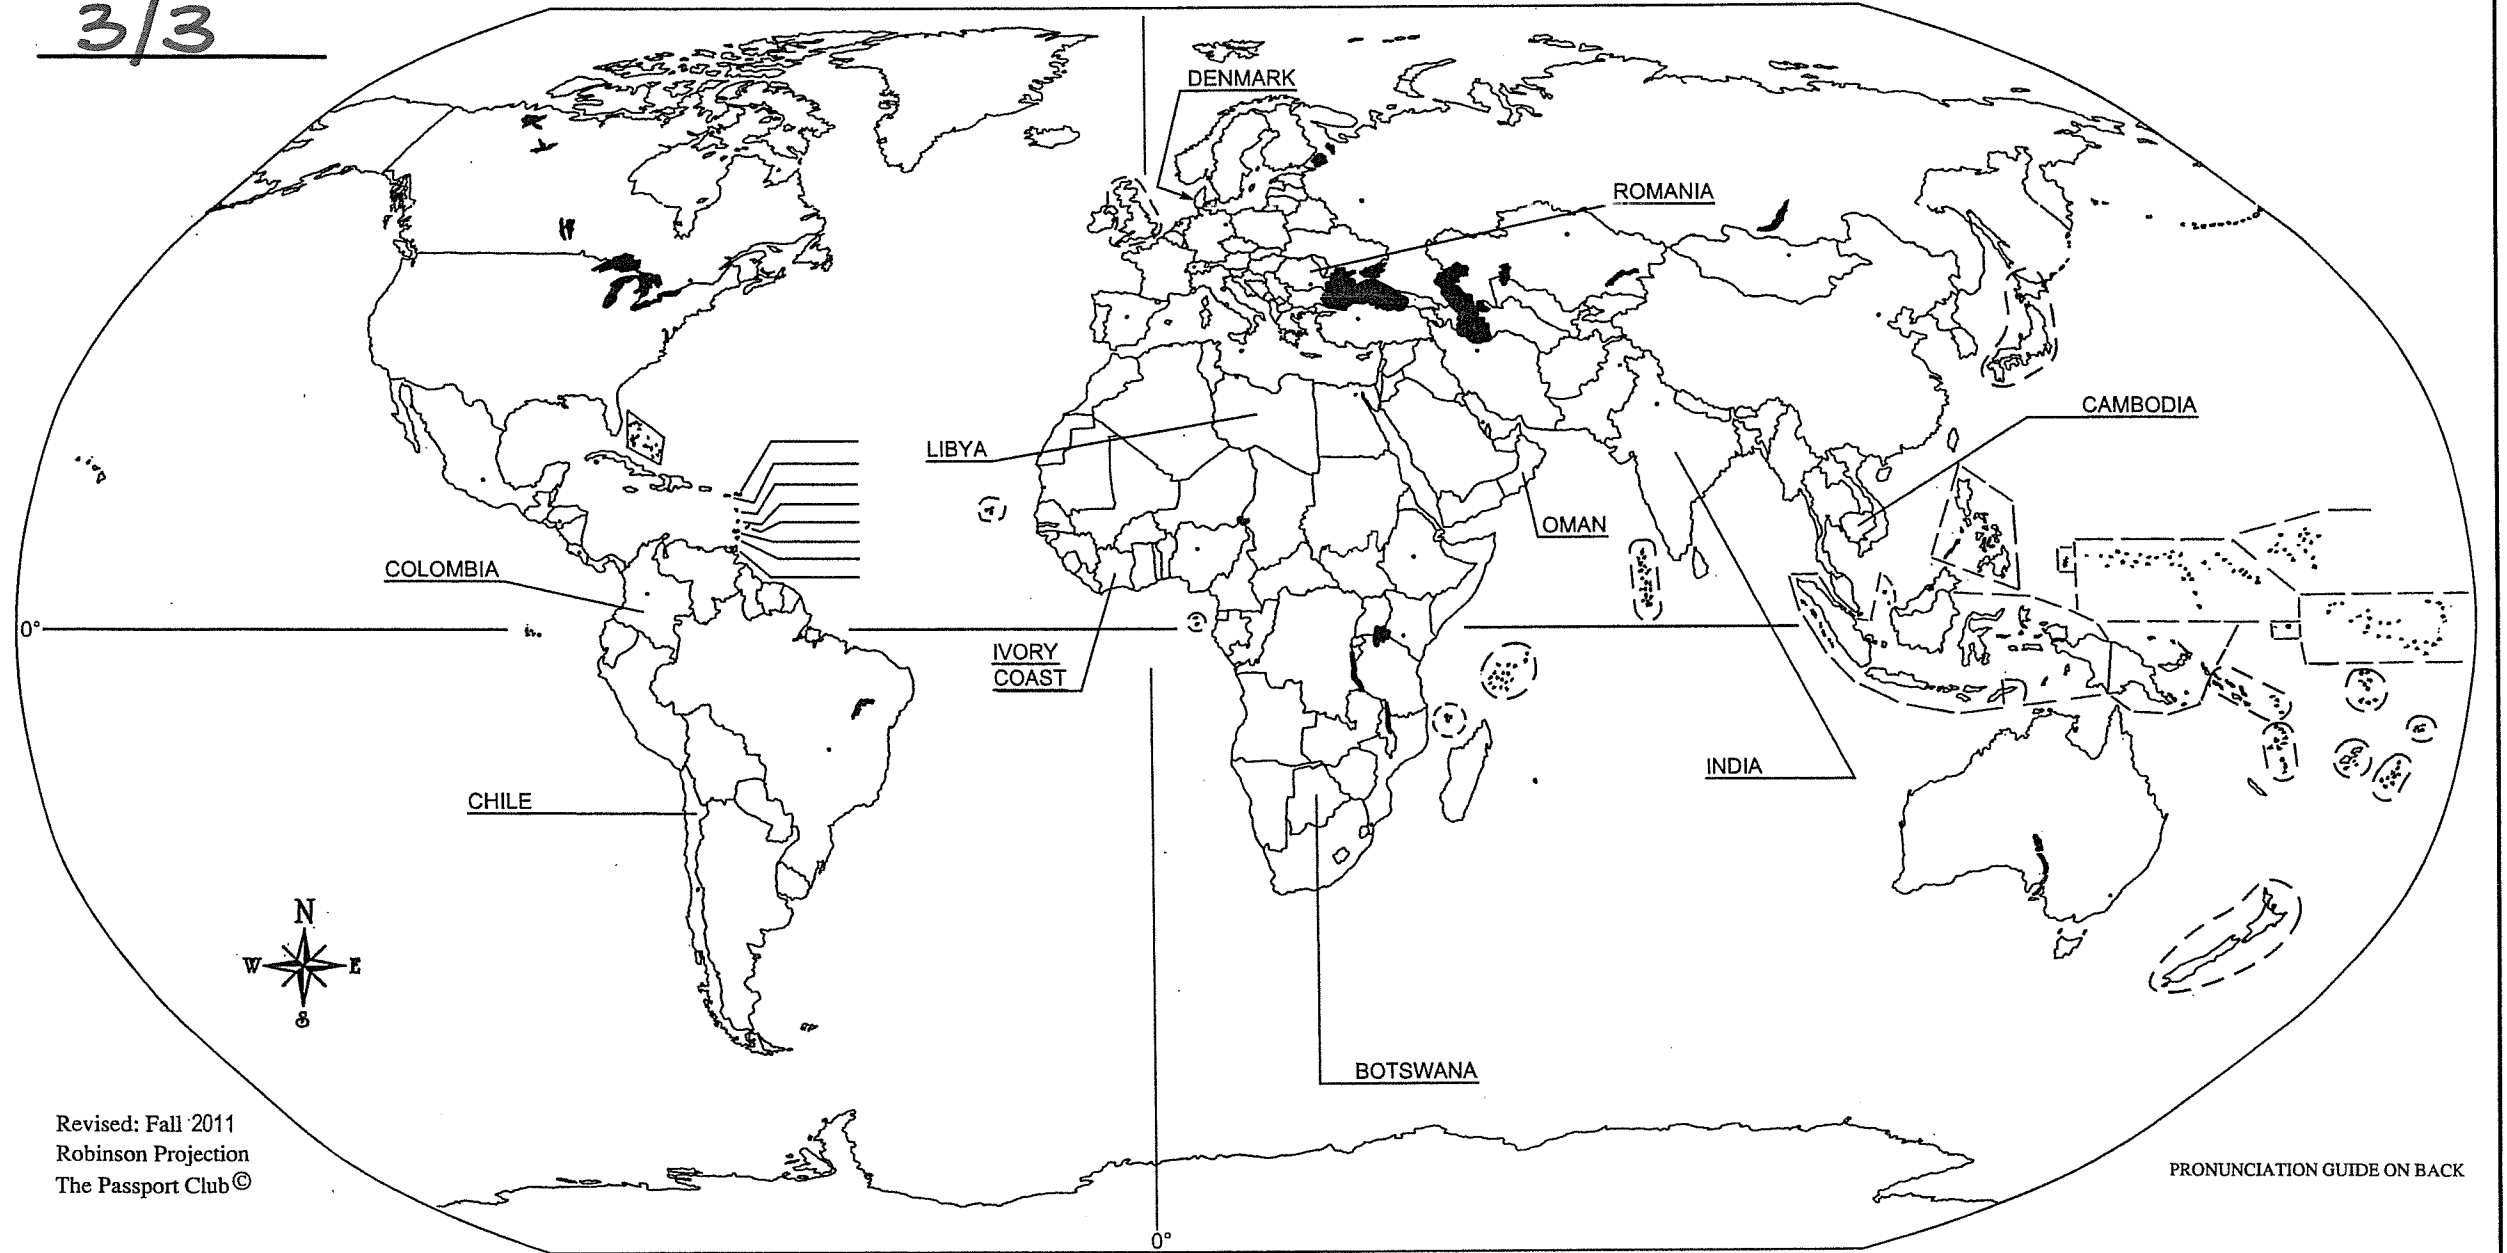 3/3
DENMARK
ROMANIA
CAMBODIA
LIBYA
OMAN
COLOMBIA
0°
IVORY
COAST
INDIA
CHILE
N
W E
S
BOTSWANA
Revised: Fall 2011
Robinson Projection
The Passport Club©
PRONUNCIATION GUIDE ON BACK
0°